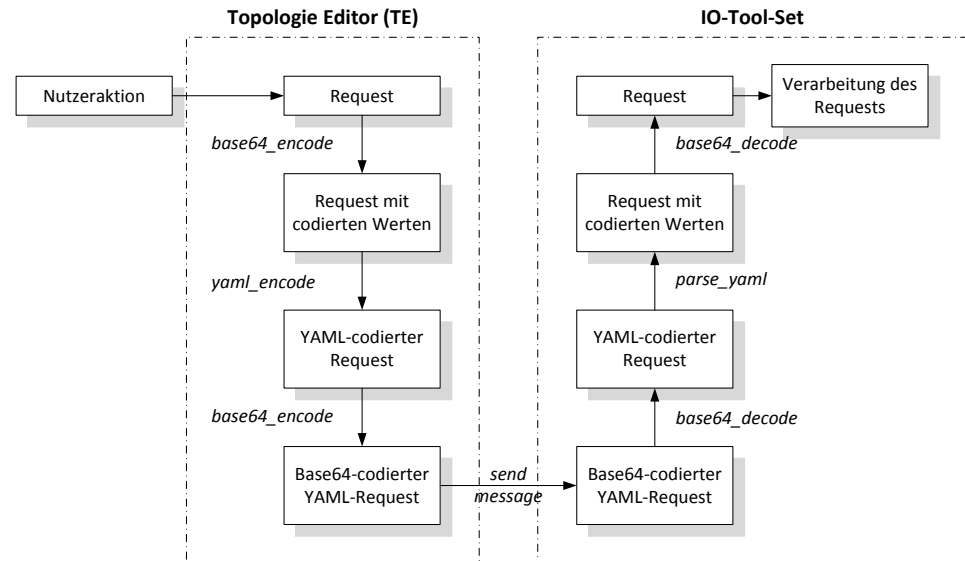 Topologie Editor (TE)
IO-Tool-Set
Nutzeraktion
Request
base64_encode
Request mit
codierten Werten
yaml_encode
YAML-codierter
Request
base64_encode
Base64-codierter
YAML-Request
send
message
Request
Verarbeitung des
Requests
base64_decode
Request mit
codierten Werten
parse_yaml
YAML-codierter
Request
base64_decode
Base64-codierter
YAML-Request